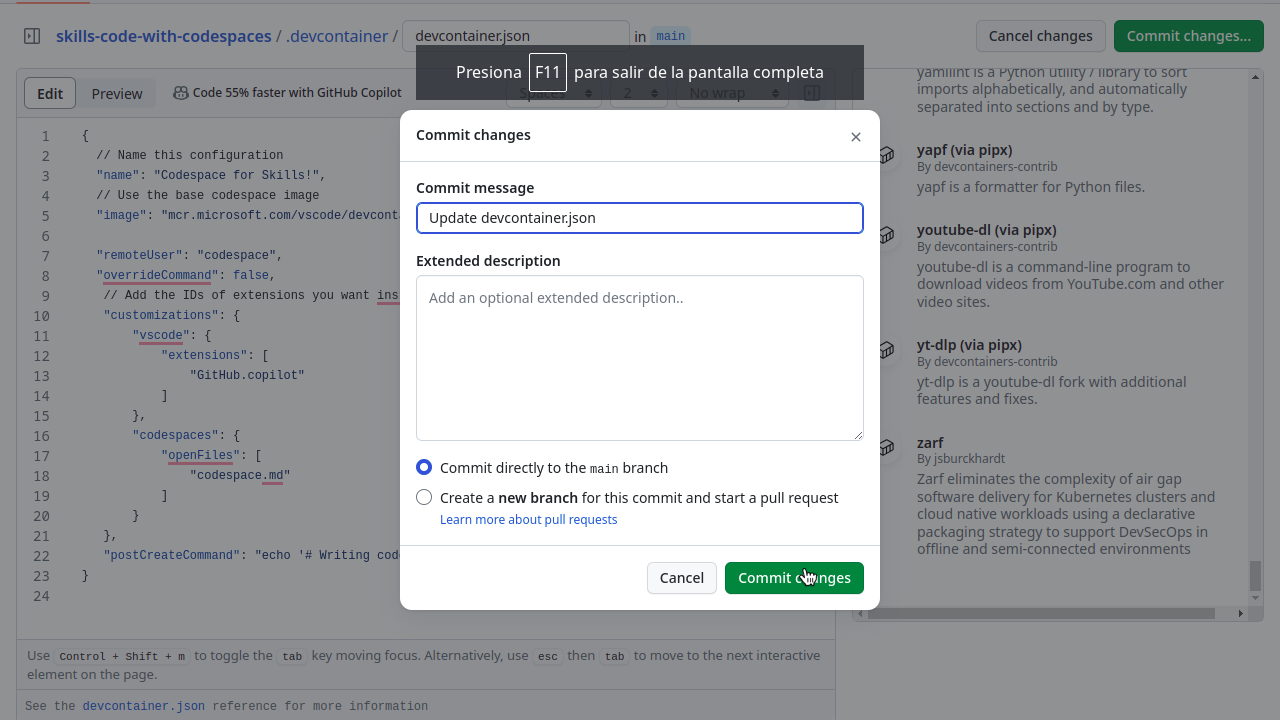 skills-code-with-codespaces / .devcontainer / devcontainer.json in main Cancel changes Commit changes...
Presiona F11 para salir de la pantalla completa
Edit Preview Code 55% faster with GitHub Copilot Spaces 2 No wrap
1 {
2 // Name this configuration
3 "name": "Codespace for Skills!",
4 // Use the base codespace image
5 "image": "mcr.microsoft.com/vscode/devcont
6
7 "remoteUser": "codespace",
8 "overrideCommand": false,
9 // Add the IDs of extensions you want ins
10 "customizations": {
11 "vscode": {
12 "extensions": [
13 "GitHub.copilot"
14 ]
15 },
16 "codespaces": {
17 "openFiles": [
18 "codespace.md"
19 ]
20 }
21 },
22 "postCreateCommand": "echo '# Writing cod
23 }
24
Use Control + Shift + m to toggle the tab key moving focus. Alternatively, use esc then tab to move to the next interactive
element on the page.
See the devcontainer.json reference for more information
Commit changes
Commit message
Update devcontainer.json
Extended description
Add an optional extended description..
Commit directly to the main branch
Create a new branch for this commit and start a pull request
Learn more about pull requests
Cancel Commit changes
yamllint is a Python utility / library to sort
imports alphabetically, and automatically
separated into sections and by type.
yapf (via pipx)
By devcontainers-contrib
yapf is a formatter for Python files.
youtube-dl (via pipx)
By devcontainers-contrib
youtube-dl is a command-line program to
download videos from YouTube.com and other
video sites.
yt-dlp (via pipx)
By devcontainers-contrib
yt-dlp is a youtube-dl fork with additional
features and fixes.
zarf
By jsburckhardt
Zarf eliminates the complexity of air gap
software delivery for Kubernetes clusters and
cloud native workloads using a declarative
packaging strategy to support DevSecOps in
offline and semi-connected environments